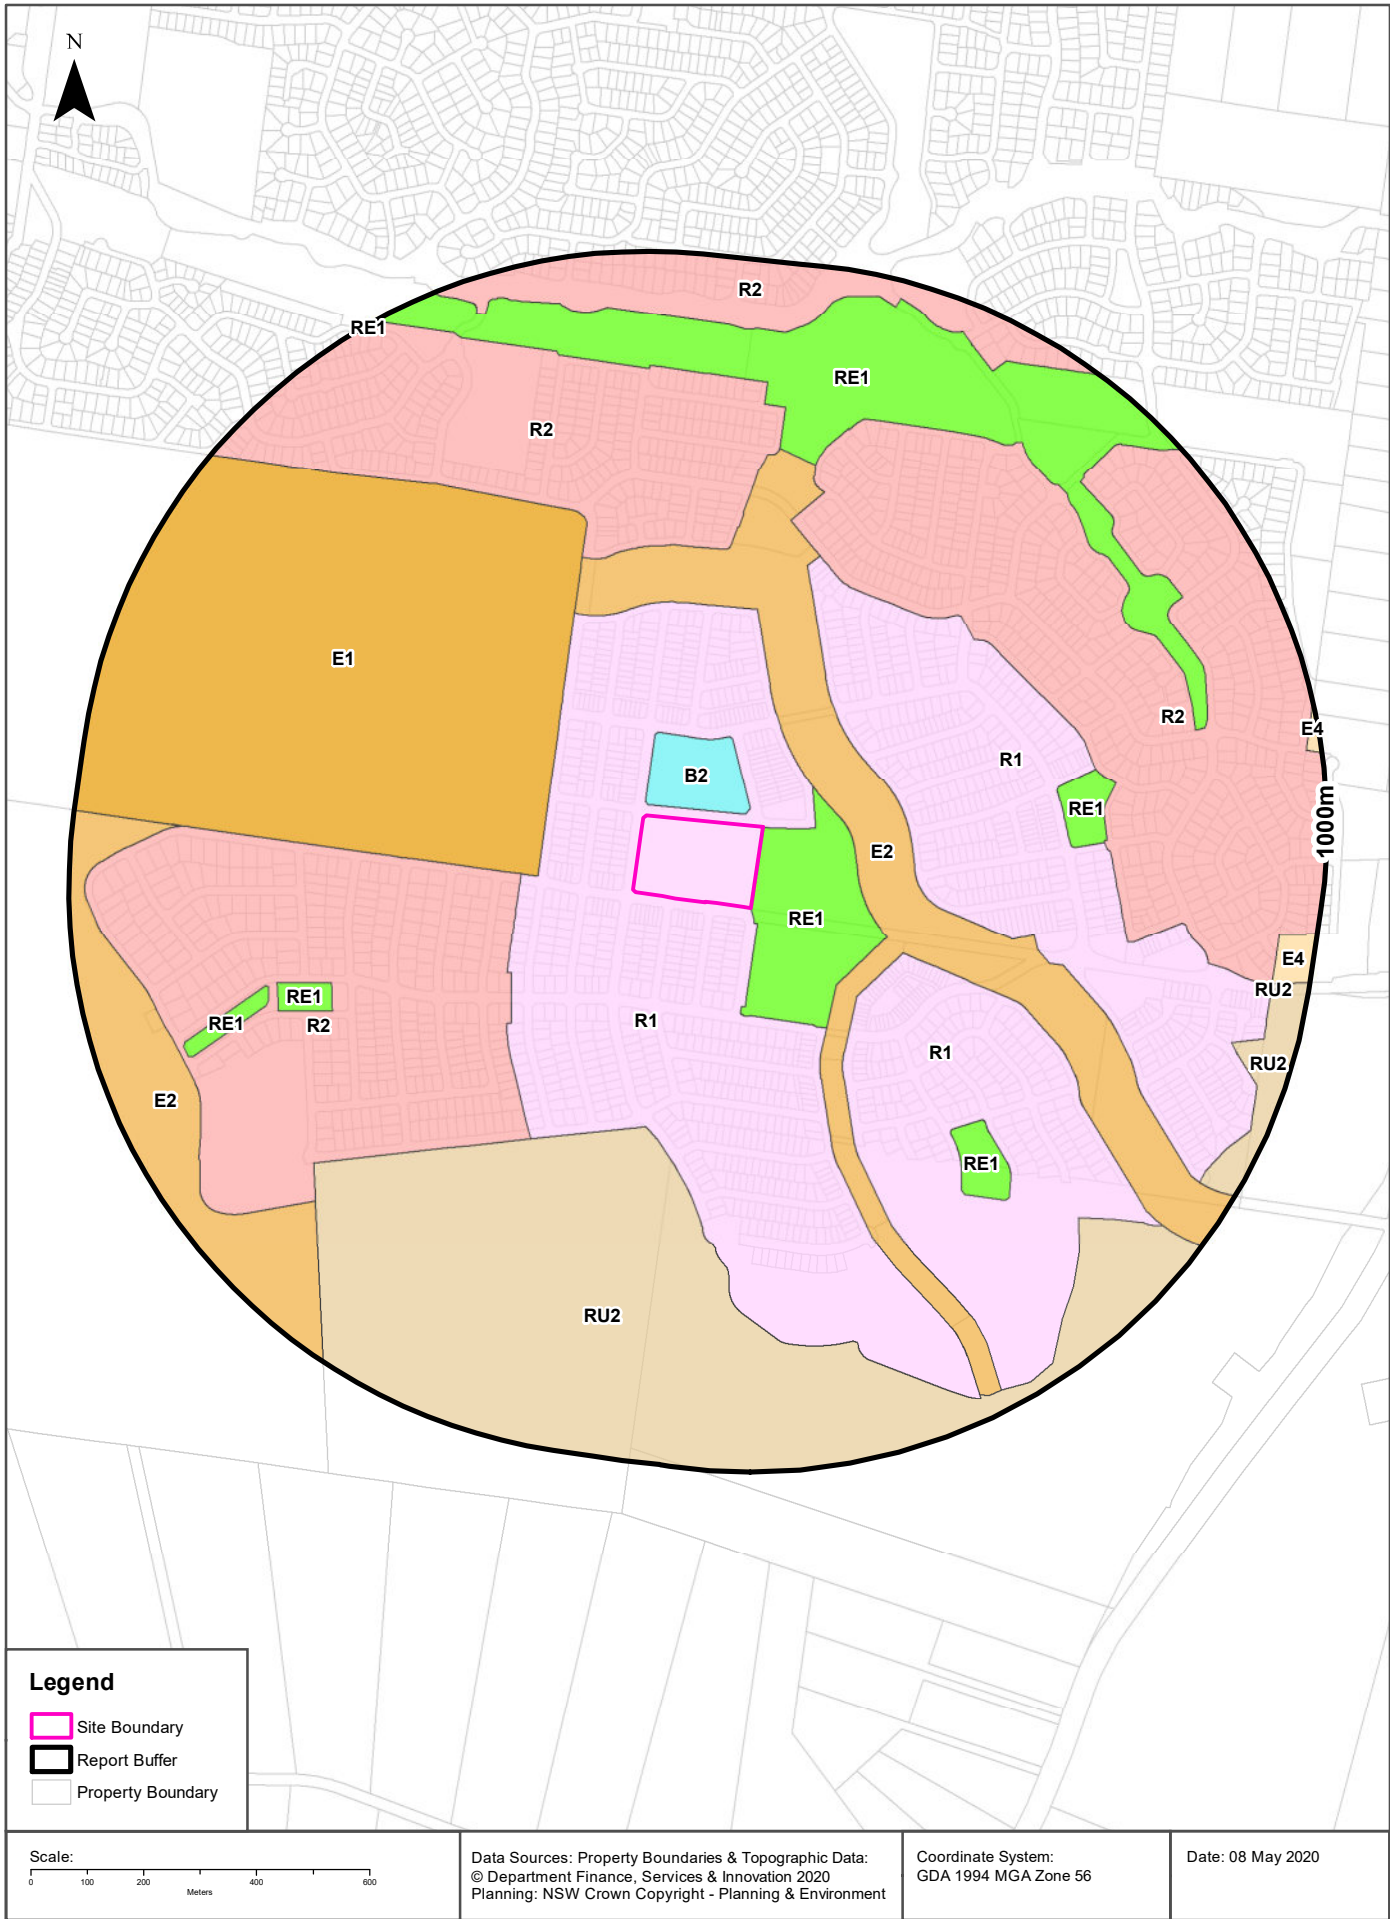 N
R2
RE1
RE1
R2
E1
R2
E4
R1
B2
RE1
1000m
E2
RE1
E4
RU2
RE1
RE1
R2
R1
R1
RU2
E2
RE1
RU2
Legend
Site Boundary
Report Buffer
Property Boundary
Scale:
0 100 200 400 600
Meters
Data Sources: Property Boundaries & Topographic Data:
© Department Finance, Services & Innovation 2020
Planning: NSW Crown Copyright - Planning & Environment
Coordinate System:
GDA 1994 MGA Zone 56
Date: 08 May 2020